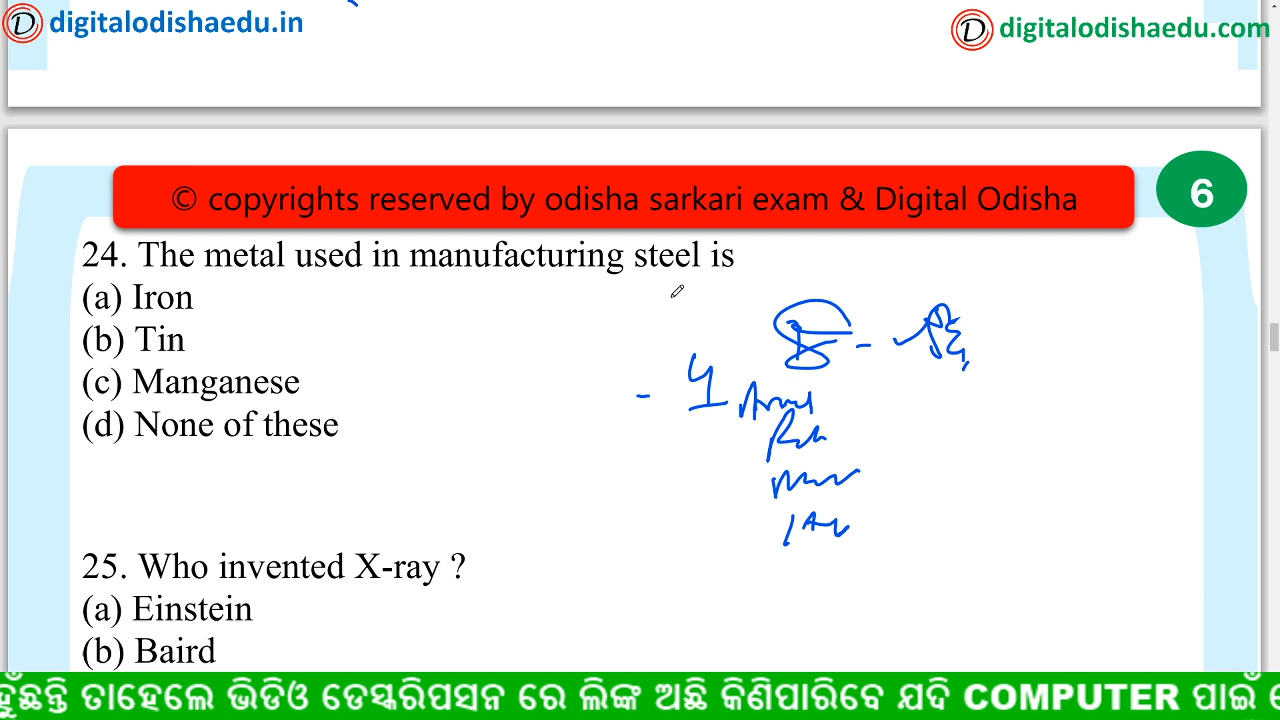 digitalodishaedu.in
digitalodishaedu.com
© copyrights reserved by odisha sarkari exam & Digital Odisha
6
24. The metal used in manufacturing steel is
(a) Iron
(b) Tin
(c) Manganese
(d) None of these
25. Who invented X-ray ?
(a) Einstein
(b) Baird
ହୁଁଛନ୍ତି ତାହେଲେ ଭିଡିଓ ଡେସ୍କରିପସନ ରେ ଲିଙ୍କ ଅଛି କିଣିପାରିବେ ଯଦି COMPUTER ପାଇଁ